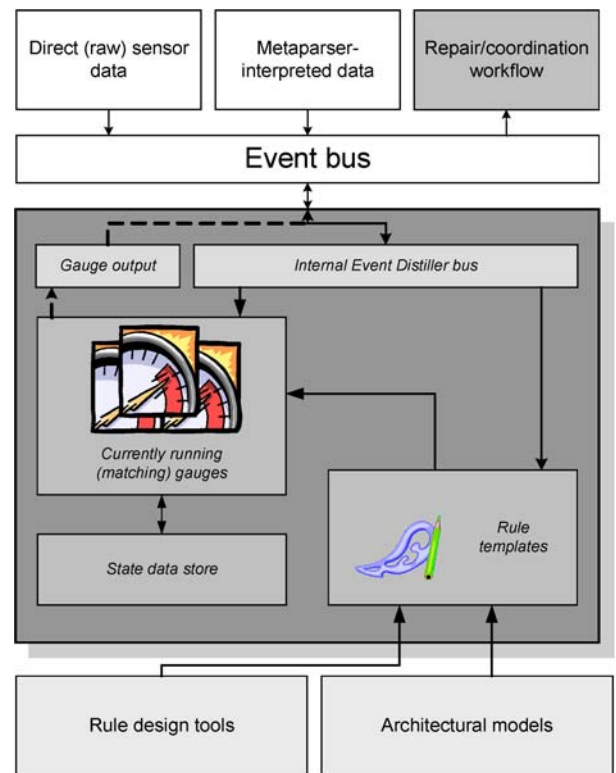 Direct (raw) sensor
data
Metaparser-
interpreted data
Repair/coordination
workflow
Event bus
Gauge output
Internal Event Distiller bus
Currently running
(matching) gauges
Rule
templates
State data store
Rule design tools
Architectural models